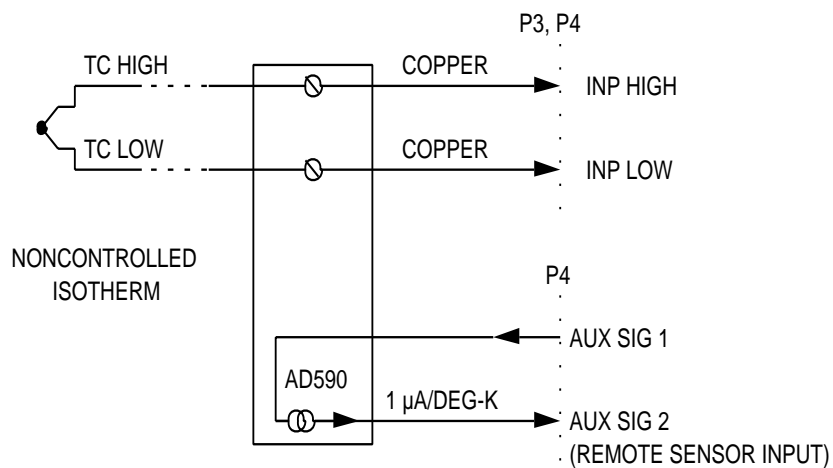 P3, P4
TC HIGH
COPPER
INP HIGH
TC LOW
COPPER
INP LOW
NONCONTROLLED
ISOTHERM
P4
AUX SIG 1
AD590
1 µA/DEG-K
AUX SIG 2
(REMOTE SENSOR INPUT)